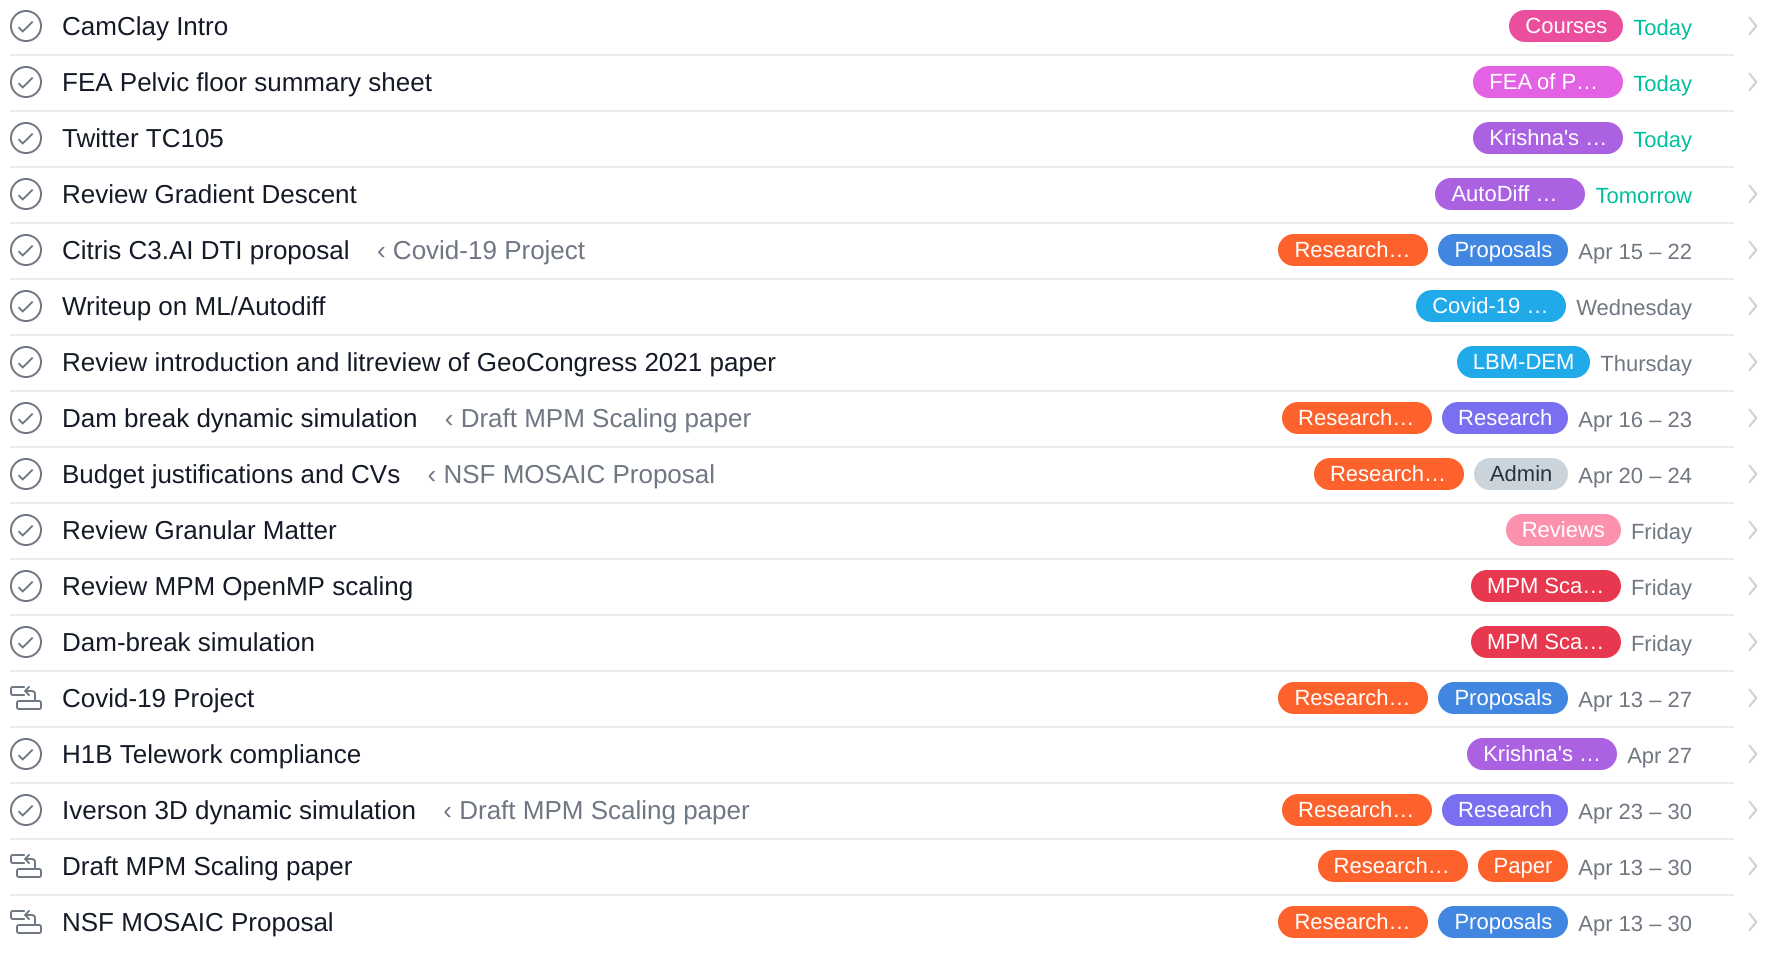 CamClay Intro Courses Today
FEA Pelvic floor summary sheet FEA of P… Today
Twitter TC105 Krishna's … Today
Review Gradient Descent AutoDiff … Tomorrow
Citris C3.AI DTI proposal ‹ Covid-19 Project Research… Proposals Apr 15 – 22
Writeup on ML/Autodiff Covid-19 … Wednesday
Review introduction and litreview of GeoCongress 2021 paper LBM-DEM Thursday
Dam break dynamic simulation ‹ Draft MPM Scaling paper Research… Research Apr 16 – 23
Budget justifications and CVs ‹ NSF MOSAIC Proposal Research… Admin Apr 20 – 24
Review Granular Matter Reviews Friday
Review MPM OpenMP scaling MPM Sca… Friday
Dam-break simulation MPM Sca… Friday
Covid-19 Project Research… Proposals Apr 13 – 27
H1B Telework compliance Krishna's … Apr 27
Iverson 3D dynamic simulation ‹ Draft MPM Scaling paper Research… Research Apr 23 – 30
Draft MPM Scaling paper Research… Paper Apr 13 – 30
NSF MOSAIC Proposal Research… Proposals Apr 13 – 30